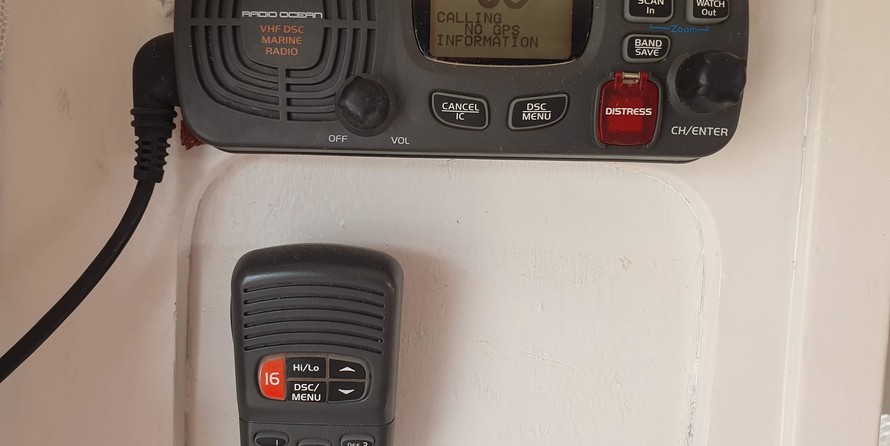 RADIO OCEAN
VHF DSC
MARINE
RADIO
CALLING
NO GPS
INFORMATION
SCAN
In
WATCH
Out
Zoom
BAND
SAVE
CANCEL
IC
DSC
MENU
DISTRESS
OFF
VOL
CH/ENTER
16
Hi/Lo
DSC/
MENU